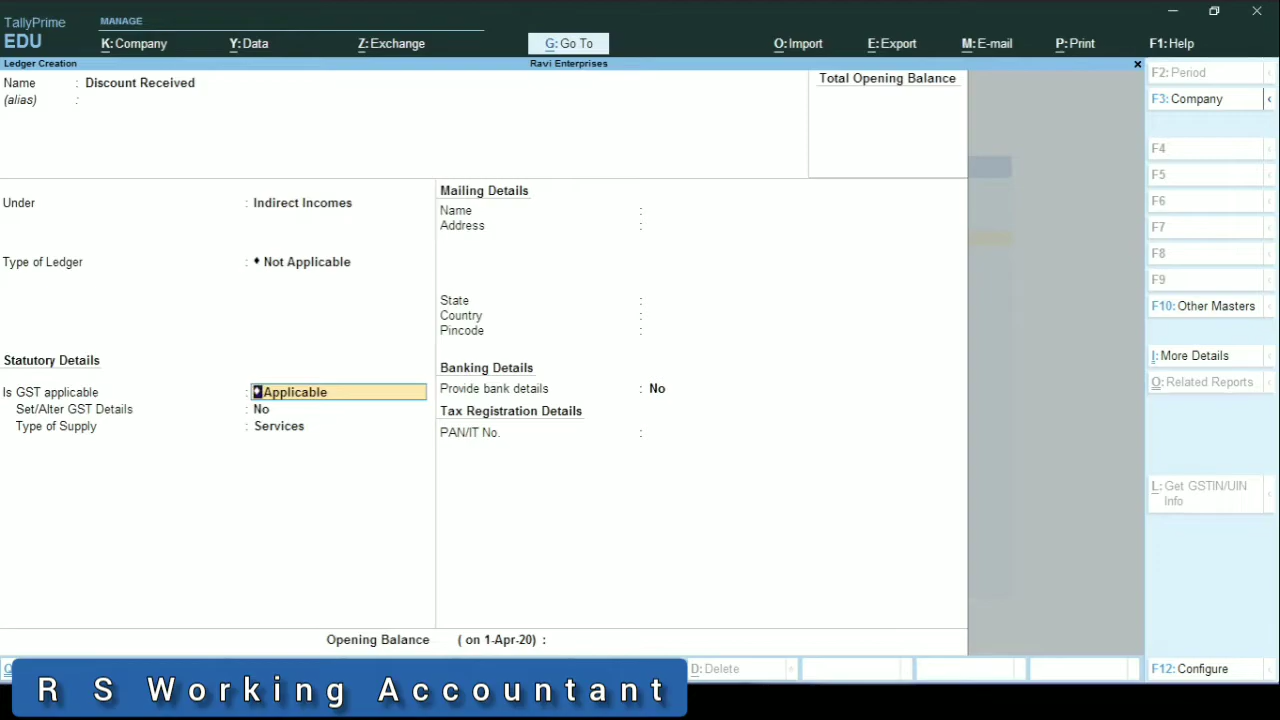 TallyPrime
EDU
MANAGE
K: Company
Y: Data
Z: Exchange
G: Go To
O: Import
E: Export
M: E-mail
P: Print
F1: Help
Ledger Creation
Ravi Enterprises
Name : Discount Received
(alias) :
Total Opening Balance
Under : Indirect Incomes
Type of Ledger : ♦ Not Applicable
Statutory Details
Is GST applicable : ♦ Applicable
Set/Alter GST Details : No
Type of Supply : Services
Mailing Details
Name :
Address :
State :
Country :
Pincode :
Banking Details
Provide bank details : No
Tax Registration Details
PAN/IT No. :
Opening Balance ( on 1-Apr-20) :
F2: Period
F3: Company
F4
F5
F6
F7
F8
F9
F10: Other Masters
I: More Details
O: Related Reports
L: Get GSTIN/UIN
Info
D: Delete
F12: Configure
R S Working Accountant